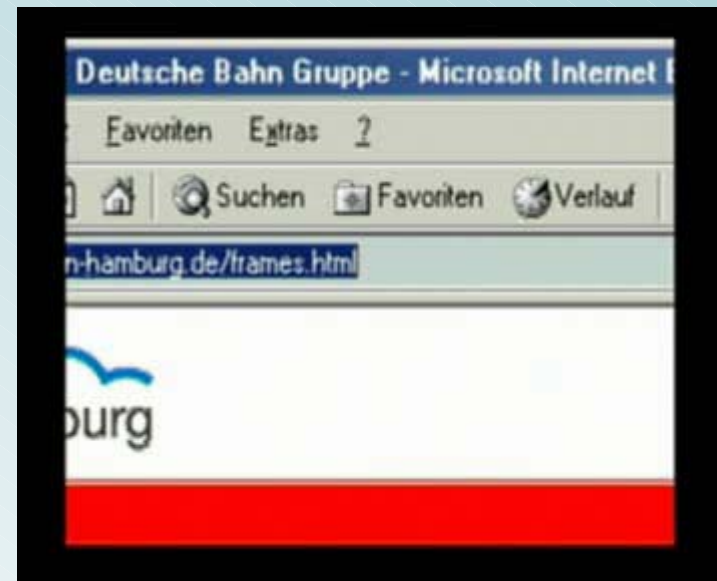 Deutsche Bahn Gruppe - Microsoft Internet
Favoriten Extras ?
Suchen Favoriten Verlauf
n-hamburg.de/frames.html
burg